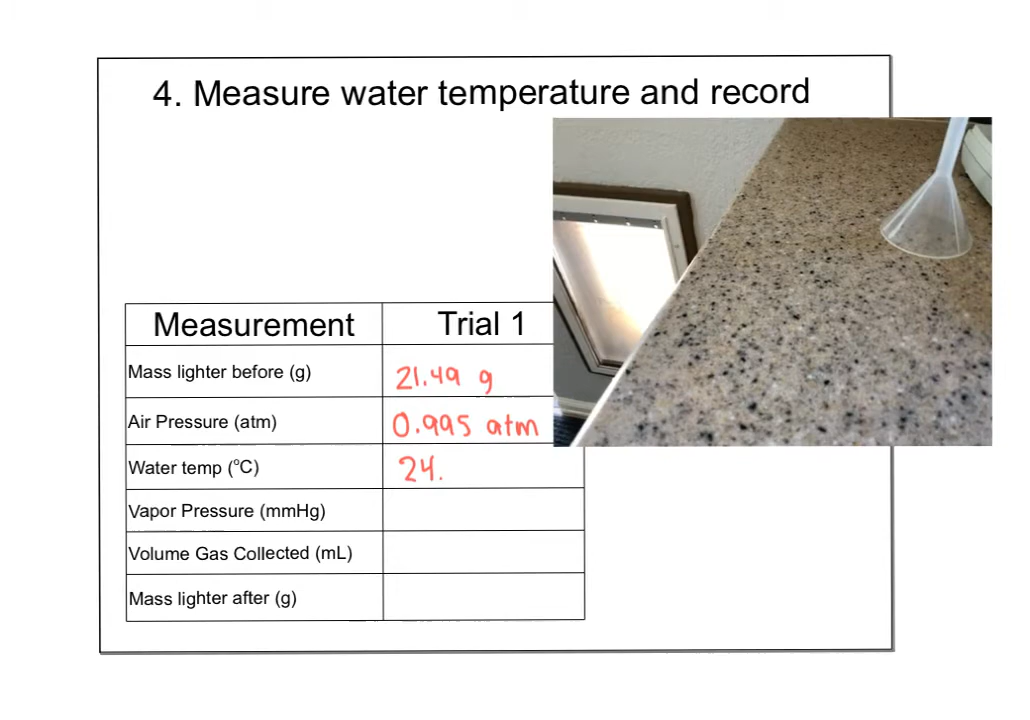 4. Measure water temperature and record
Measurement Trial 1
Mass lighter before (g) 21.49 g
Air Pressure (atm) 0.995 atm
Water temp (°C) 24.
Vapor Pressure (mmHg)
Volume Gas Collected (mL)
Mass lighter after (g)